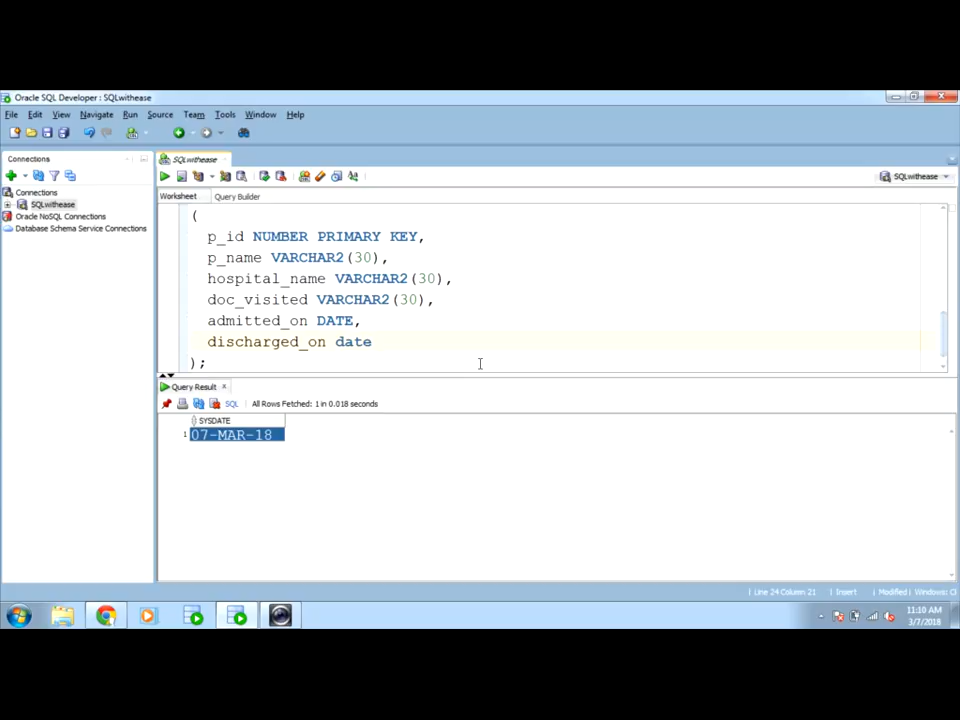 Oracle SQL Developer : SQLwithease
File Edit View Navigate Run Source Team Tools Window Help
Connections
SQLwithease
SQLwithease
Connections
SQLwithease
Oracle NoSQL Connections
Database Schema Service Connections
Worksheet Query Builder
(
p_id NUMBER PRIMARY KEY,
p_name VARCHAR2(30),
hospital_name VARCHAR2(30),
doc_visited VARCHAR2(30),
admitted_on DATE,
discharged_on date
);
Query Result x
SQL | All Rows Fetched: 1 in 0.018 seconds
SYSDATE
1 07-MAR-18
| Line 24 Column 21 | Insert | Modified | Windows: C
11:10 AM
3/7/2018